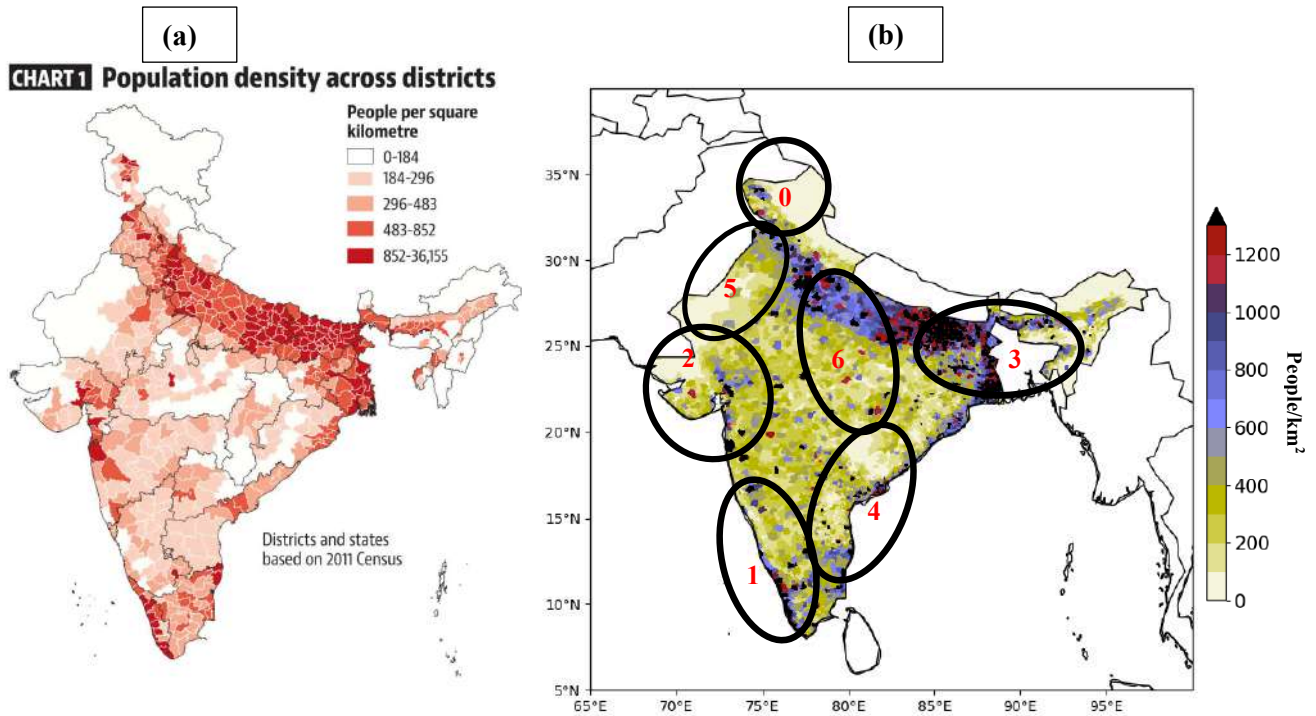 (a)
CHART 1 Population density across districts
People per square
kilometre
0-184
184-296
296-483
483-852
852-36,155
Districts and states
based on 2011 Census
(b)
35°N
30°N
25°N
20°N
15°N
10°N
5°N
65°E 70°E 75°E 80°E 85°E 90°E 95°E
0
5
2
6
3
4
1
1200
1000
800
600
400
200
0
People/km²